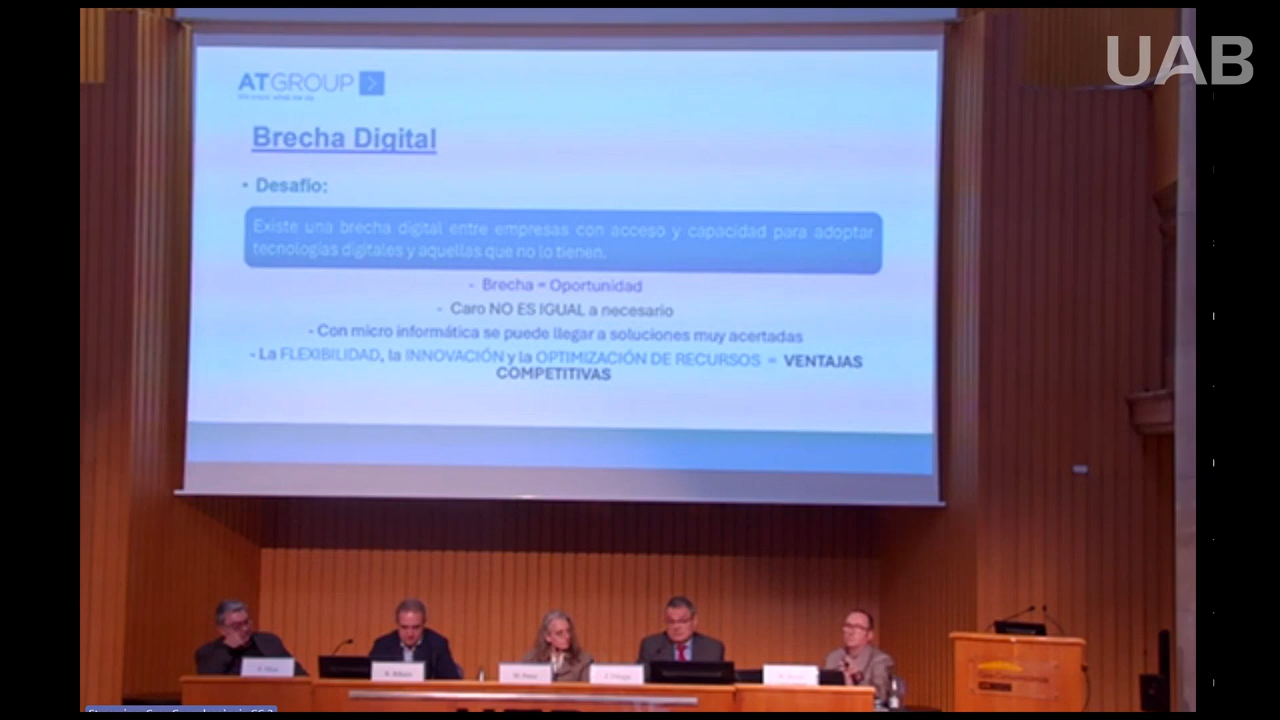 UAB
ATGROUP
Brecha Digital
• Desafio:
Existe una brecha digital entre empresas con acceso y capacidad para adoptar
tecnologías digitales y aquellas que no lo tienen.
- Brecha = Oportunidad
- Caro NO ES IGUAL a necesario
- Con micro informática se puede llegar a soluciones muy acertadas
- La FLEXIBILIDAD, la INNOVACIÓN y la OPTIMIZACIÓN DE RECURSOS = VENTAJAS
COMPETITIVAS